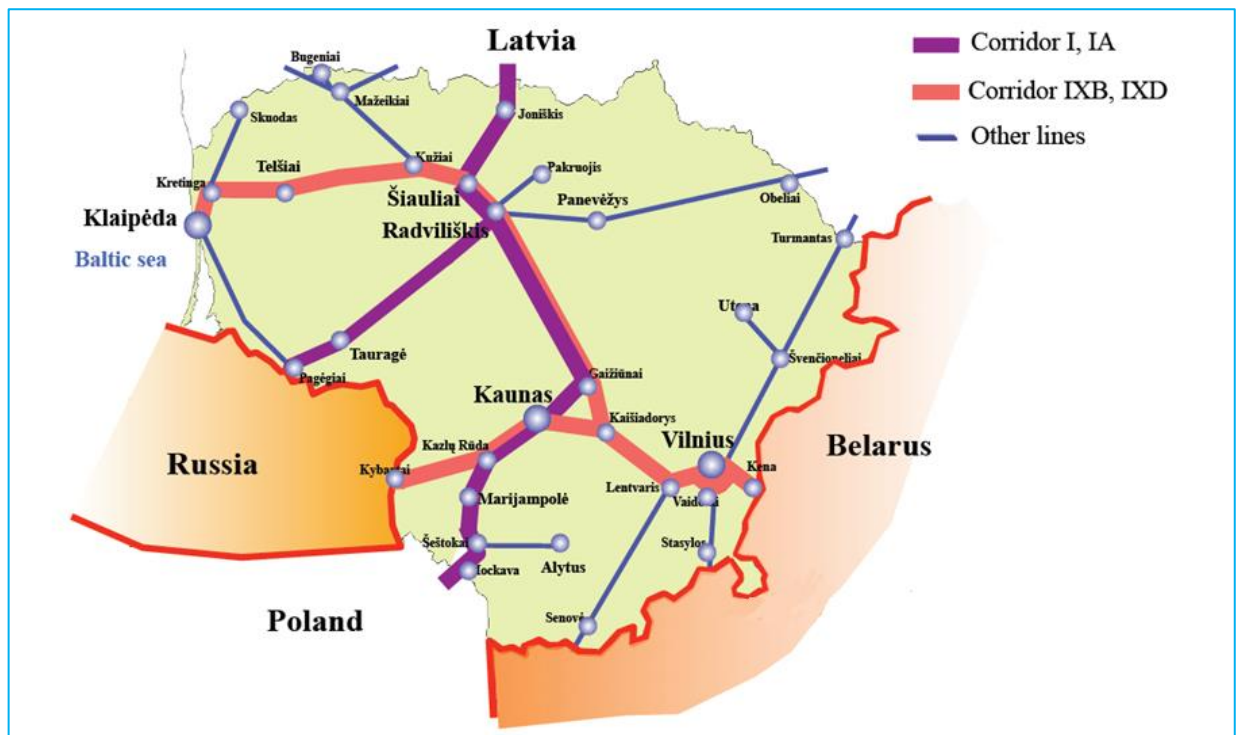 Latvia
Corridor I, IA
Corridor IXB, IXD
Other lines
Bugeniai
Mažeikiai
Skuodas
Joniškis
Kužiai
Telšiai
Kretinga
Pakruojis
Šiauliai
Panevėžys
Obeliai
Klaipėda
Radviliškis
Turmantas
Baltic sea
Utena
Tauragė
Švenčioneliai
Pagėgiai
Gaižiūnai
Kaunas
Kaišiadorys
Vilnius
Belarus
Kazlų Rūda
Russia
Kybartai
Kena
Lentvaris
Marijampolė
Šeštokai
Stasylos
Alytus
Poland
Senovė